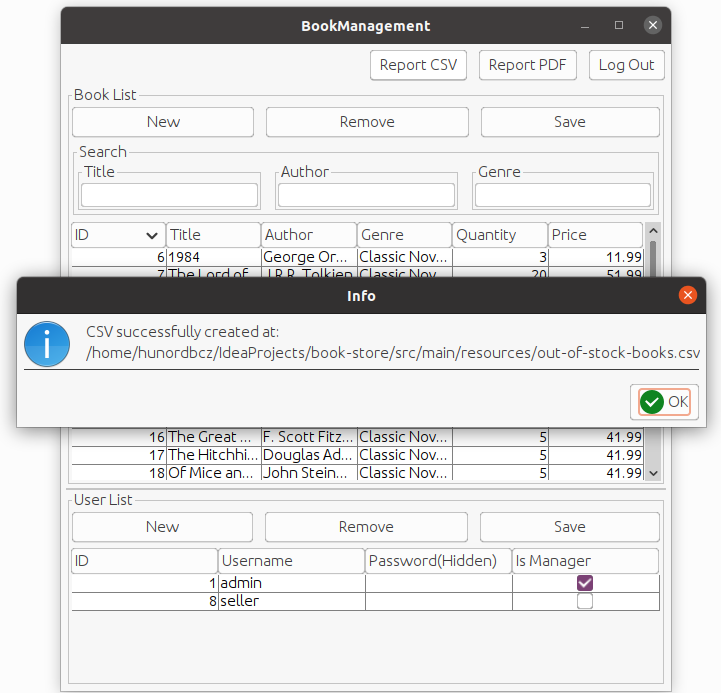 BookManagement
Report CSV Report PDF Log Out
Book List
New Remove Save
Search
Title Author Genre
ID Title Author Genre Quantity Price
6 1984 George Or... Classic Nov... 3 11.99
7 The Lord of J.R.R. Tolkien Classic Nov... 20 51.99
Info
CSV successfully created at:
/home/hunordbcz/IdeaProjects/book-store/src/main/resources/out-of-stock-books.csv
OK
16 The Great ... F. Scott Fitz... Classic Nov... 5 41.99
17 The Hitchhi... Douglas Ad... Classic Nov... 5 41.99
18 Of Mice an... John Stein... Classic Nov... 5 41.99
User List
New Remove Save
ID Username Password(Hidden) Is Manager
1 admin
8 seller